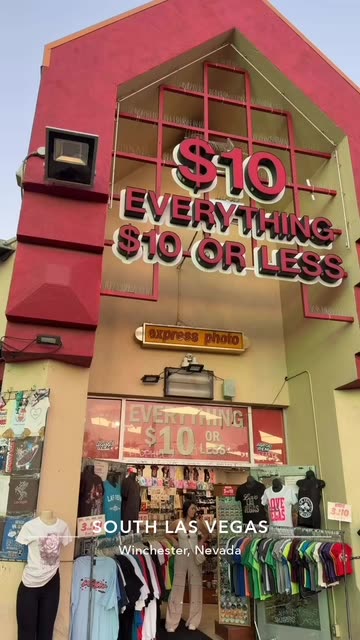 $10
EVERYTHING
$10 OR LESS
express photo
EVERYTHING
$10 OR
LESS
SOUTH LAS VEGAS
Winchester, Nevada